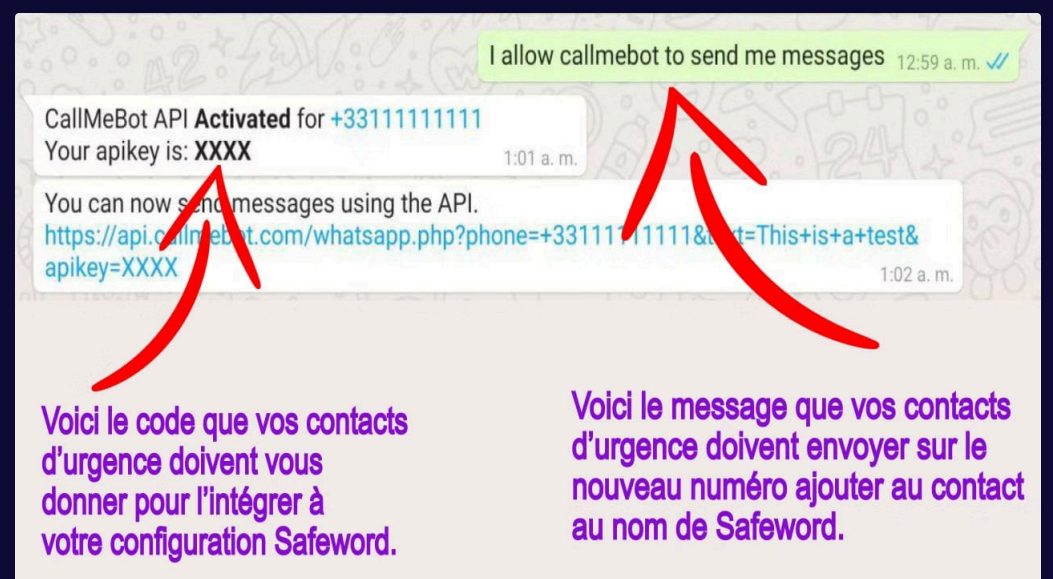 I allow callmebot to send me messages 12:59 a. m.
CallMeBot API Activated for +33111111111
Your apikey is: XXXX
1:01 a. m.
You can now send messages using the API.
https://api.callmebot.com/whatsapp.php?phone=+33111111111&text=This+is+a+test&
apikey=XXXX
1:02 a. m.
Voici le code que vos contacts
d'urgence doivent vous
donner pour l'intégrer à
votre configuration Safeword.
Voici le message que vos contacts
d'urgence doivent envoyer sur le
nouveau numéro ajouter au contact
au nom de Safeword.